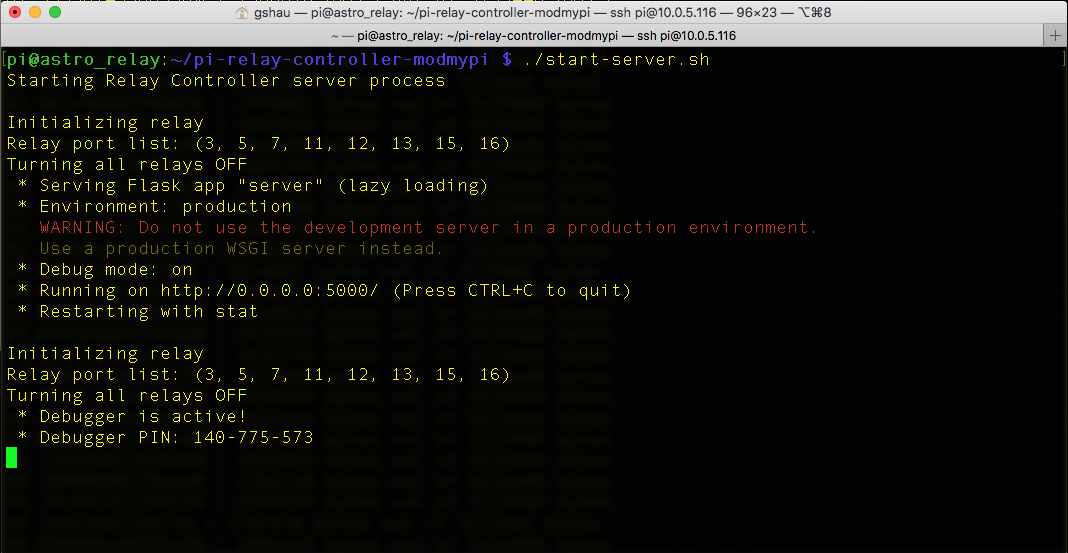 gshau — pi@astro_relay: ~/pi-relay-controller-modmypi — ssh pi@10.0.5.116 — 96×23 — ⌥⌘8
~ — pi@astro_relay: ~/pi-relay-controller-modmypi — ssh pi@10.0.5.116 +
[pi@astro_relay:~/pi-relay-controller-modmypi $ ./start-server.sh ]
Starting Relay Controller server process
Initializing relay
Relay port list: (3, 5, 7, 11, 12, 13, 15, 16)
Turning all relays OFF
* Serving Flask app "server" (lazy loading)
* Environment: production
WARNING: Do not use the development server in a production environment.
Use a production WSGI server instead.
* Debug mode: on
* Running on http://0.0.0.0:5000/ (Press CTRL+C to quit)
* Restarting with stat
Initializing relay
Relay port list: (3, 5, 7, 11, 12, 13, 15, 16)
Turning all relays OFF
* Debugger is active!
* Debugger PIN: 140-775-573